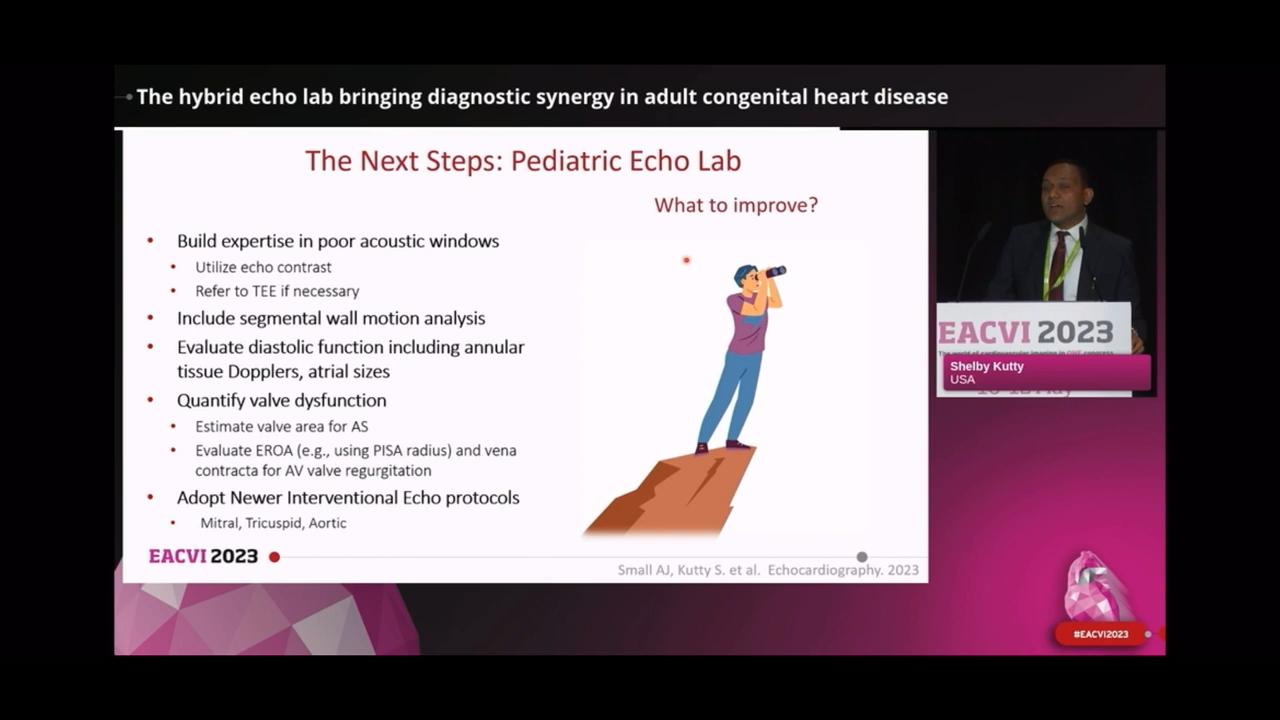 The hybrid echo lab bringing diagnostic synergy in adult congenital heart disease
The Next Steps: Pediatric Echo Lab
What to improve?
• Build expertise in poor acoustic windows
• Utilize echo contrast
• Refer to TEE if necessary
• Include segmental wall motion analysis
• Evaluate diastolic function including annular
tissue Dopplers, atrial sizes
• Quantify valve dysfunction
• Estimate valve area for AS
• Evaluate EROA (e.g., using PISA radius) and vena
contracta for AV valve regurgitation
• Adopt Newer Interventional Echo protocols
• Mitral, Tricuspid, Aortic
EACVI 2023
Small AJ, Kutty S. et al. Echocardiography. 2023
EACVI 2023
Shelby Kutty
USA
#EACVI2023